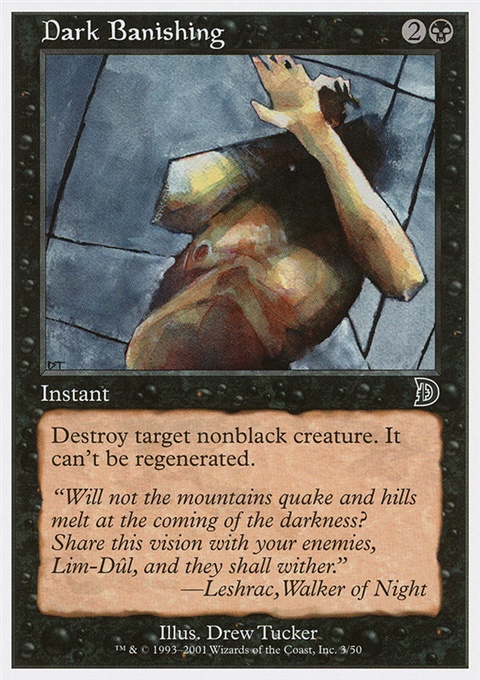 Dark Banishing 2
DT
Instant
Destroy target nonblack creature. It
can't be regenerated.
“Will not the mountains quake and hills
melt at the coming of the darkness?
Share this vision with your enemies,
Lim-Dûl, and they shall wither.”
—Leshrac, Walker of Night
Illus. Drew Tucker
™ & © 1993–2001 Wizards of the Coast, Inc. 3/50